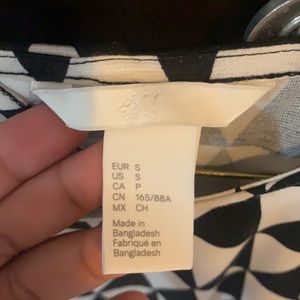 H&M
EUR S
US S
CA P
CN 165/88A
MX CH
Made in
Bangladesh
Fabriqué en
Bangladesh